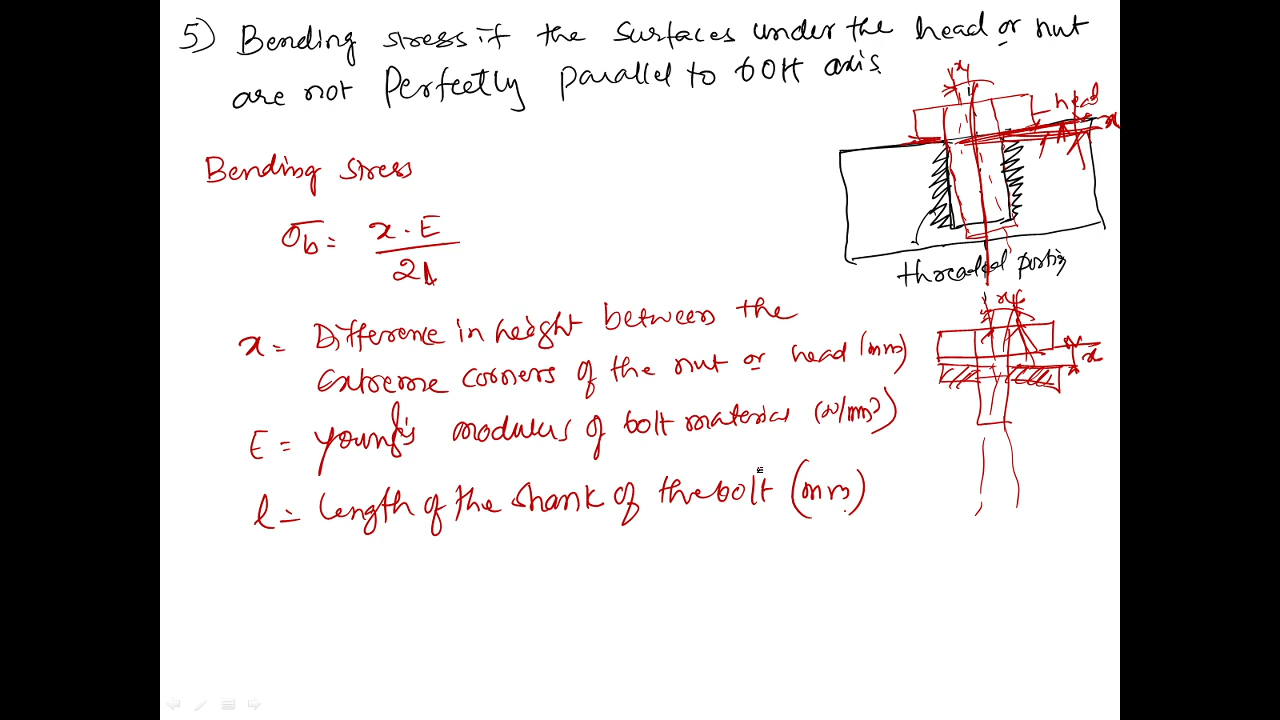 5) Bending stress if the surfaces under the head or nut
are not perfectly parallel to bolt axis.
x
head
x
Bending stress
σb = x · E / 2l
threaded portion
x
x = Difference in height between the
extreme corners of the nut or head (mm)
x
E = Young's modulus of bolt material (N/mm²)
l = length of the shank of the bolt (mm)